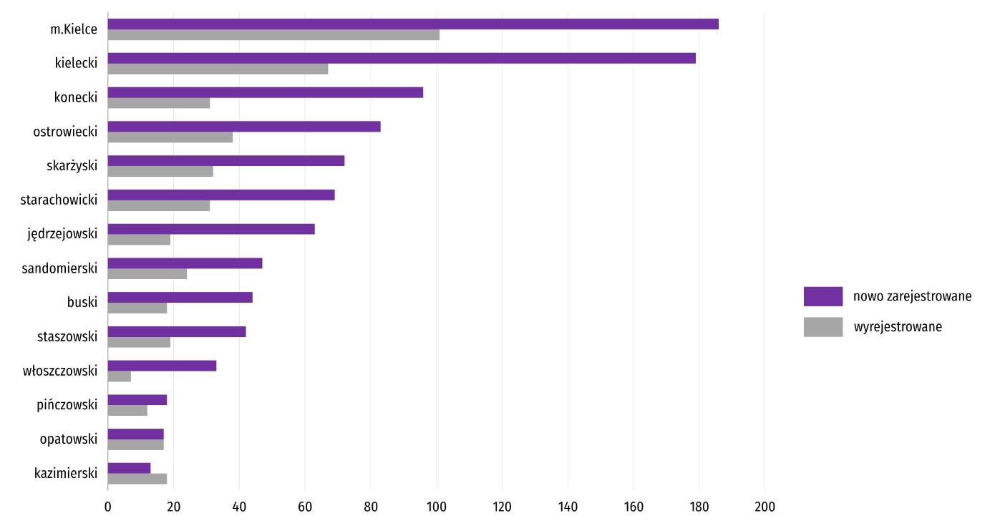 m.Kielce
kielecki
konecki
ostrowiecki
skarżyski
starachowicki
jędrzejowski
sandomierski
buski
staszowski
włoszczowski
pińczowski
opatowski
kazimierski
0 20 40 60 80 100 120 140 160 180 200
nowo zarejestrowane
wyrejestrowane